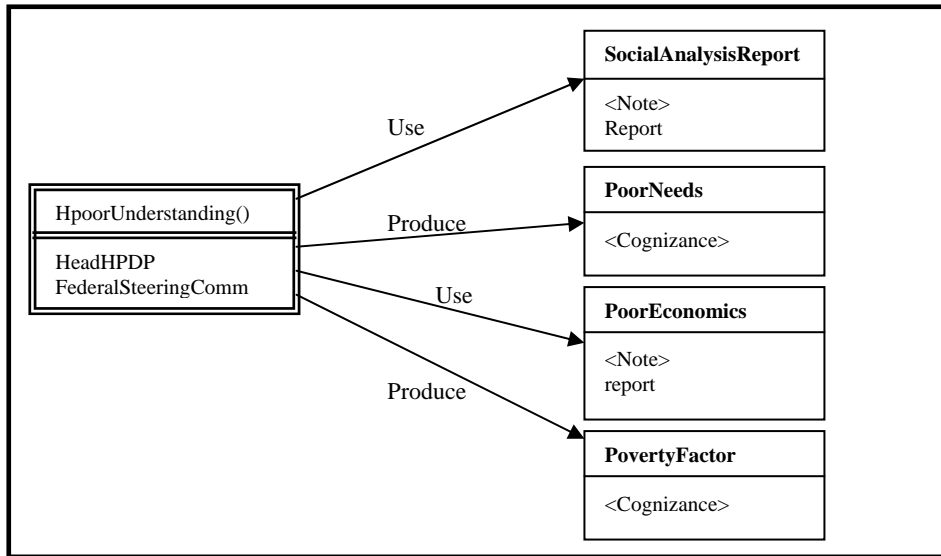 SocialAnalysisReport
<Note>
Report
Use
HpoorUnderstanding()
HeadHPDP
FederalSteeringComm
Produce
PoorNeeds
<Cognizance>
Use
PoorEconomics
<Note>
report
Produce
PovertyFactor
<Cognizance>